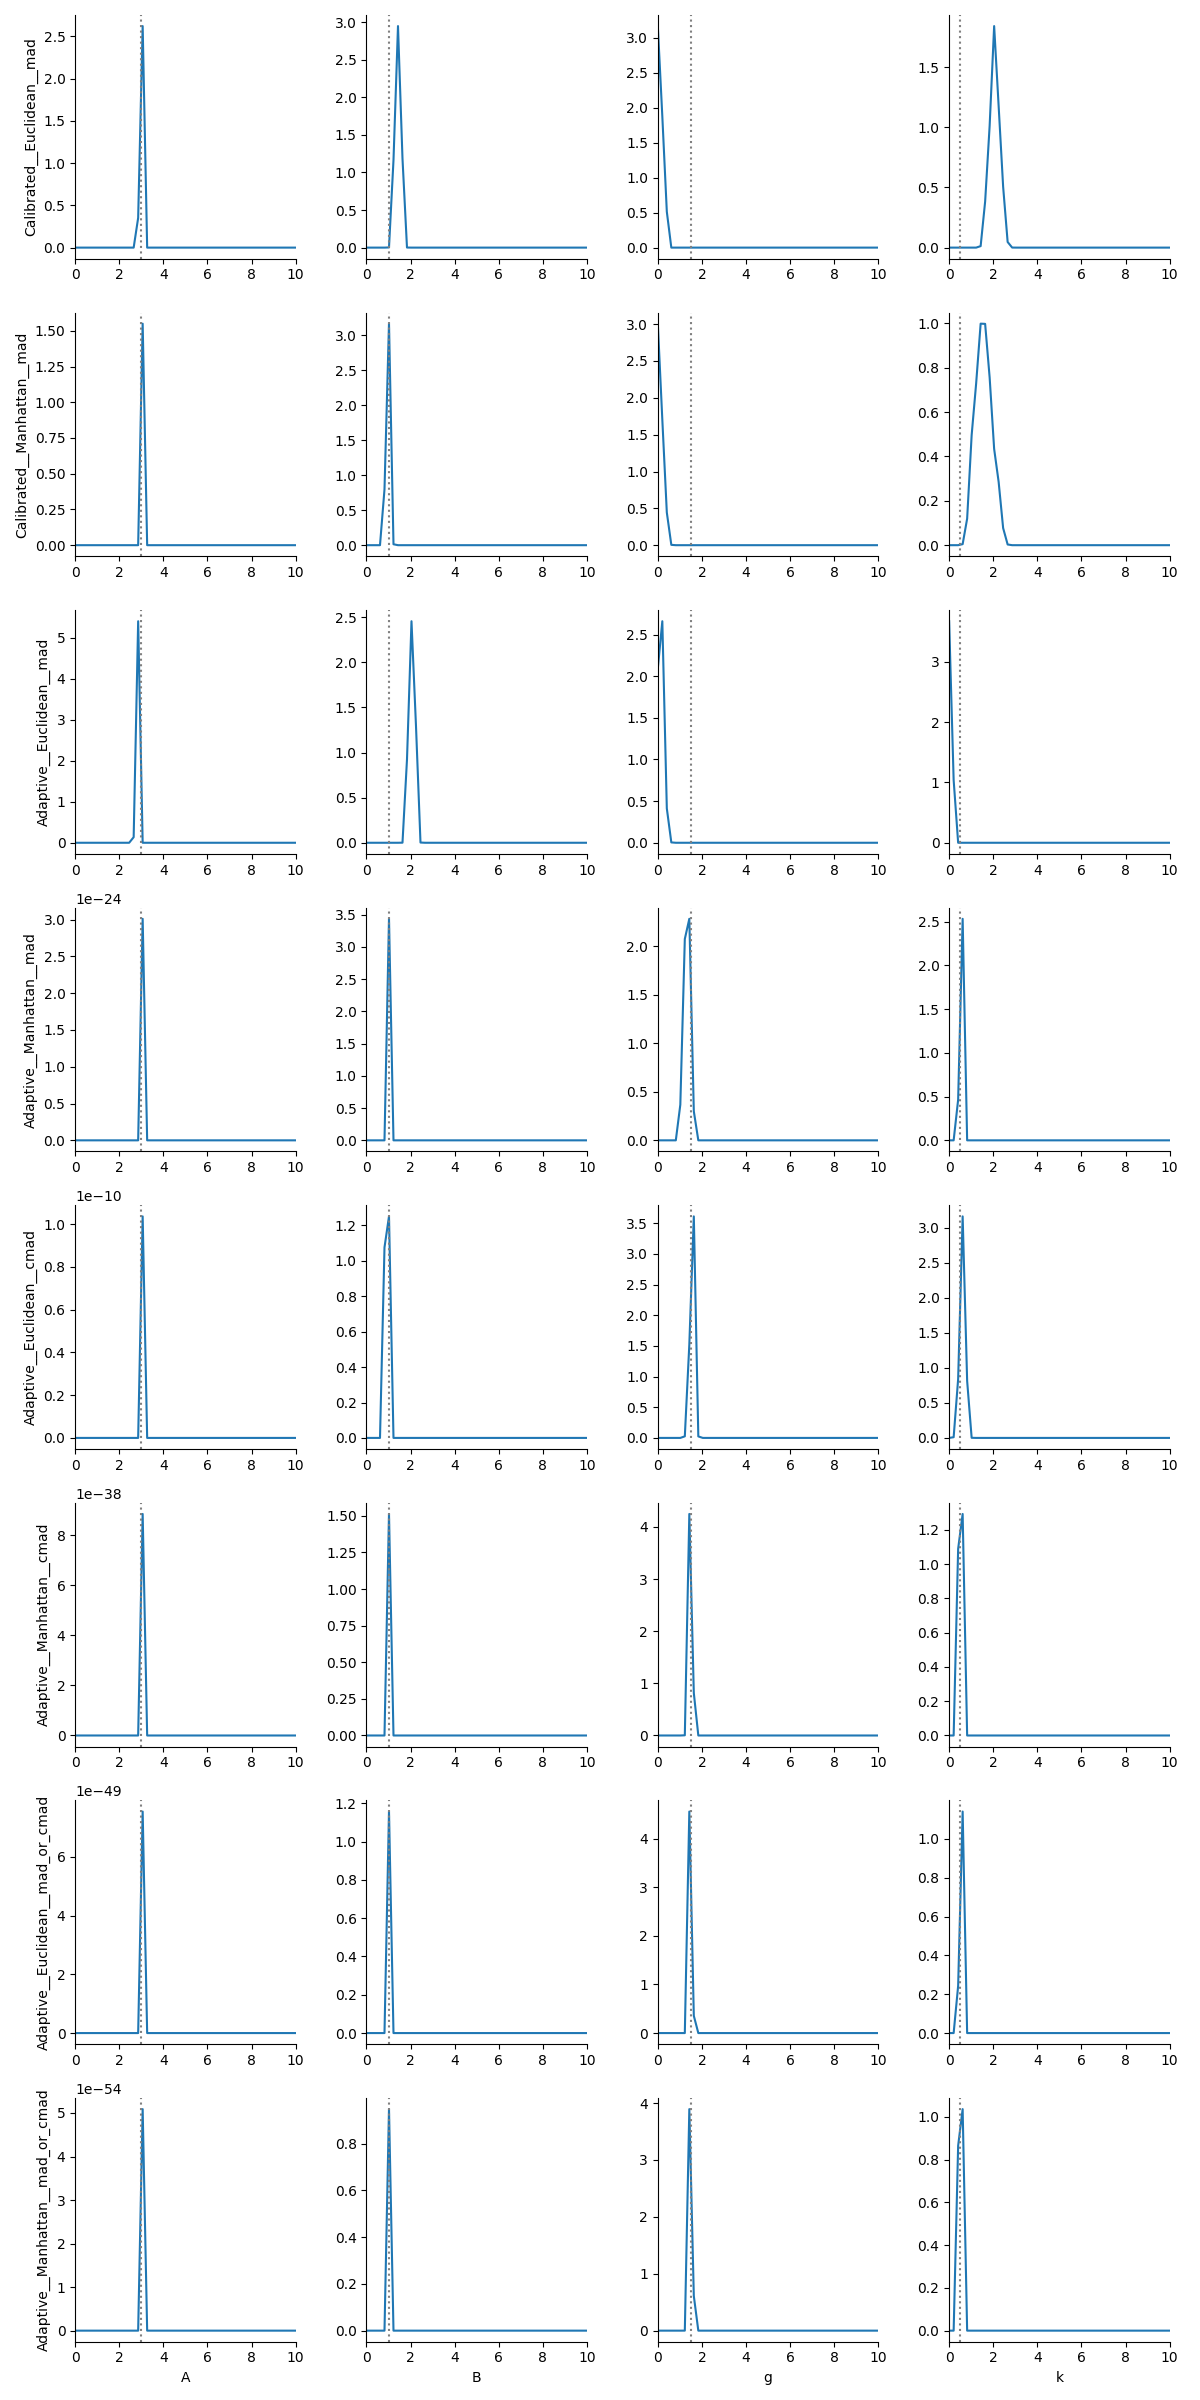 Calibrated__Euclidean__mad
0.0 0.5 1.0 1.5 2.0 2.5
0 2 4 6 8 10
0.0 0.5 1.0 1.5 2.0 2.5 3.0
0 2 4 6 8 10
0.0 0.5 1.0 1.5 2.0 2.5 3.0
0 2 4 6 8 10
0.0 0.5 1.0 1.5
0 2 4 6 8 10
Calibrated__Manhattan__mad
0.00 0.25 0.50 0.75 1.00 1.25 1.50
0 2 4 6 8 10
0.0 0.5 1.0 1.5 2.0 2.5 3.0
0 2 4 6 8 10
0.0 0.5 1.0 1.5 2.0 2.5 3.0
0 2 4 6 8 10
0.0 0.2 0.4 0.6 0.8 1.0
0 2 4 6 8 10
Adaptive__Euclidean__mad
0 1 2 3 4 5
0 2 4 6 8 10
0.0 0.5 1.0 1.5 2.0 2.5
0 2 4 6 8 10
0.0 0.5 1.0 1.5 2.0 2.5
0 2 4 6 8 10
0 1 2 3
0 2 4 6 8 10
Adaptive__Manhattan__mad
1e−24
0.0 0.5 1.0 1.5 2.0 2.5 3.0
0 2 4 6 8 10
0.0 0.5 1.0 1.5 2.0 2.5 3.0 3.5
0 2 4 6 8 10
0.0 0.5 1.0 1.5 2.0
0 2 4 6 8 10
0.0 0.5 1.0 1.5 2.0 2.5
0 2 4 6 8 10
Adaptive__Euclidean__cmad
1e−10
0.0 0.2 0.4 0.6 0.8 1.0
0 2 4 6 8 10
0.0 0.2 0.4 0.6 0.8 1.0 1.2
0 2 4 6 8 10
0.0 0.5 1.0 1.5 2.0 2.5 3.0 3.5
0 2 4 6 8 10
0.0 0.5 1.0 1.5 2.0 2.5 3.0
0 2 4 6 8 10
Adaptive__Manhattan__cmad
1e−38
0 2 4 6 8
0 2 4 6 8 10
0.00 0.25 0.50 0.75 1.00 1.25 1.50
0 2 4 6 8 10
0 1 2 3 4
0 2 4 6 8 10
0.0 0.2 0.4 0.6 0.8 1.0 1.2
0 2 4 6 8 10
Adaptive__Euclidean__mad_or_cmad
1e−49
0 2 4 6
0 2 4 6 8 10
0.0 0.2 0.4 0.6 0.8 1.0 1.2
0 2 4 6 8 10
0 1 2 3 4
0 2 4 6 8 10
0.0 0.2 0.4 0.6 0.8 1.0
0 2 4 6 8 10
Adaptive__Manhattan__mad_or_cmad
1e−54
0 1 2 3 4 5
0 2 4 6 8 10
A
0.0 0.2 0.4 0.6 0.8
0 2 4 6 8 10
B
0 1 2 3 4
0 2 4 6 8 10
g
0.0 0.2 0.4 0.6 0.8 1.0
0 2 4 6 8 10
k